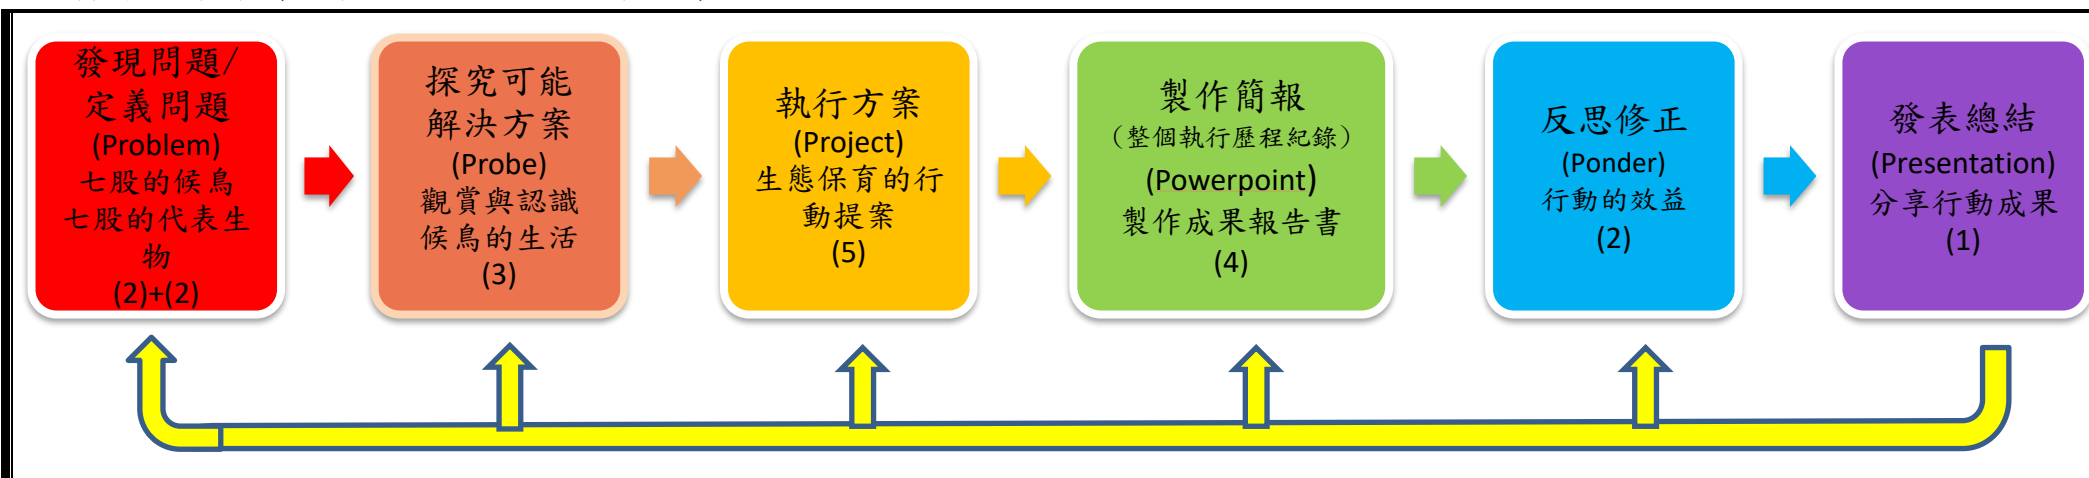 發現問題/
定義問題
(Problem)
七股的候鳥
七股的代表生
物
(2)+(2)
探究可能
解決方案
(Probe)
觀賞與認識
候鳥的生活
(3)
執行方案
(Project)
生態保育的行
動提案
(5)
製作簡報
（整個執行歷程紀錄）
(Powerpoint)
製作成果報告書
(4)
反思修正
(Ponder)
行動的效益
(2)
發表總結
(Presentation)
分享行動成果
(1)